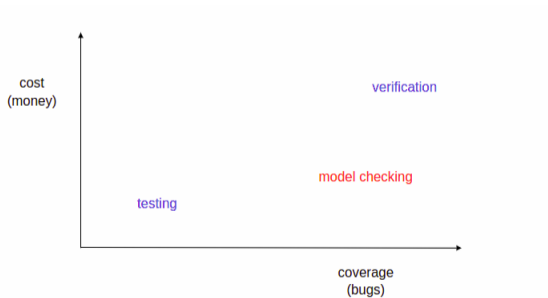 cost
(money)
verification
model checking
testing
coverage
(bugs)